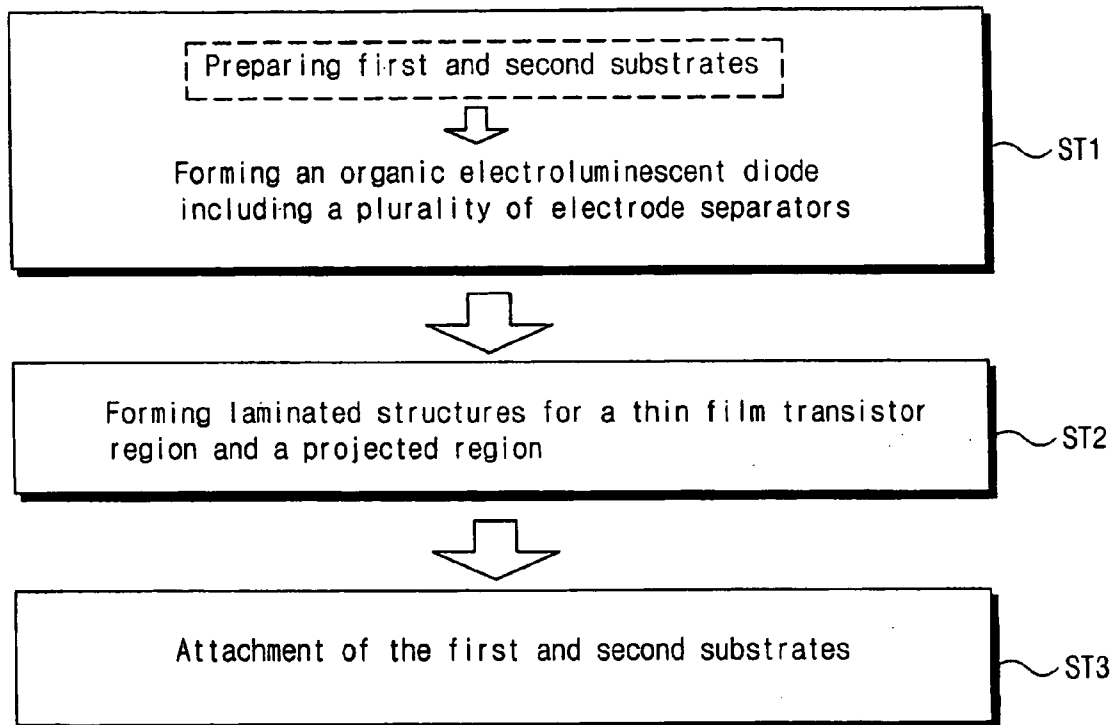 Preparing first and second substrates
Forming an organic electroluminescent diode
including a plurality of electrode separators
ST1
Forming laminated structures for a thin film transistor
region and a projected region
ST2
Attachment of the first and second substrates
ST3